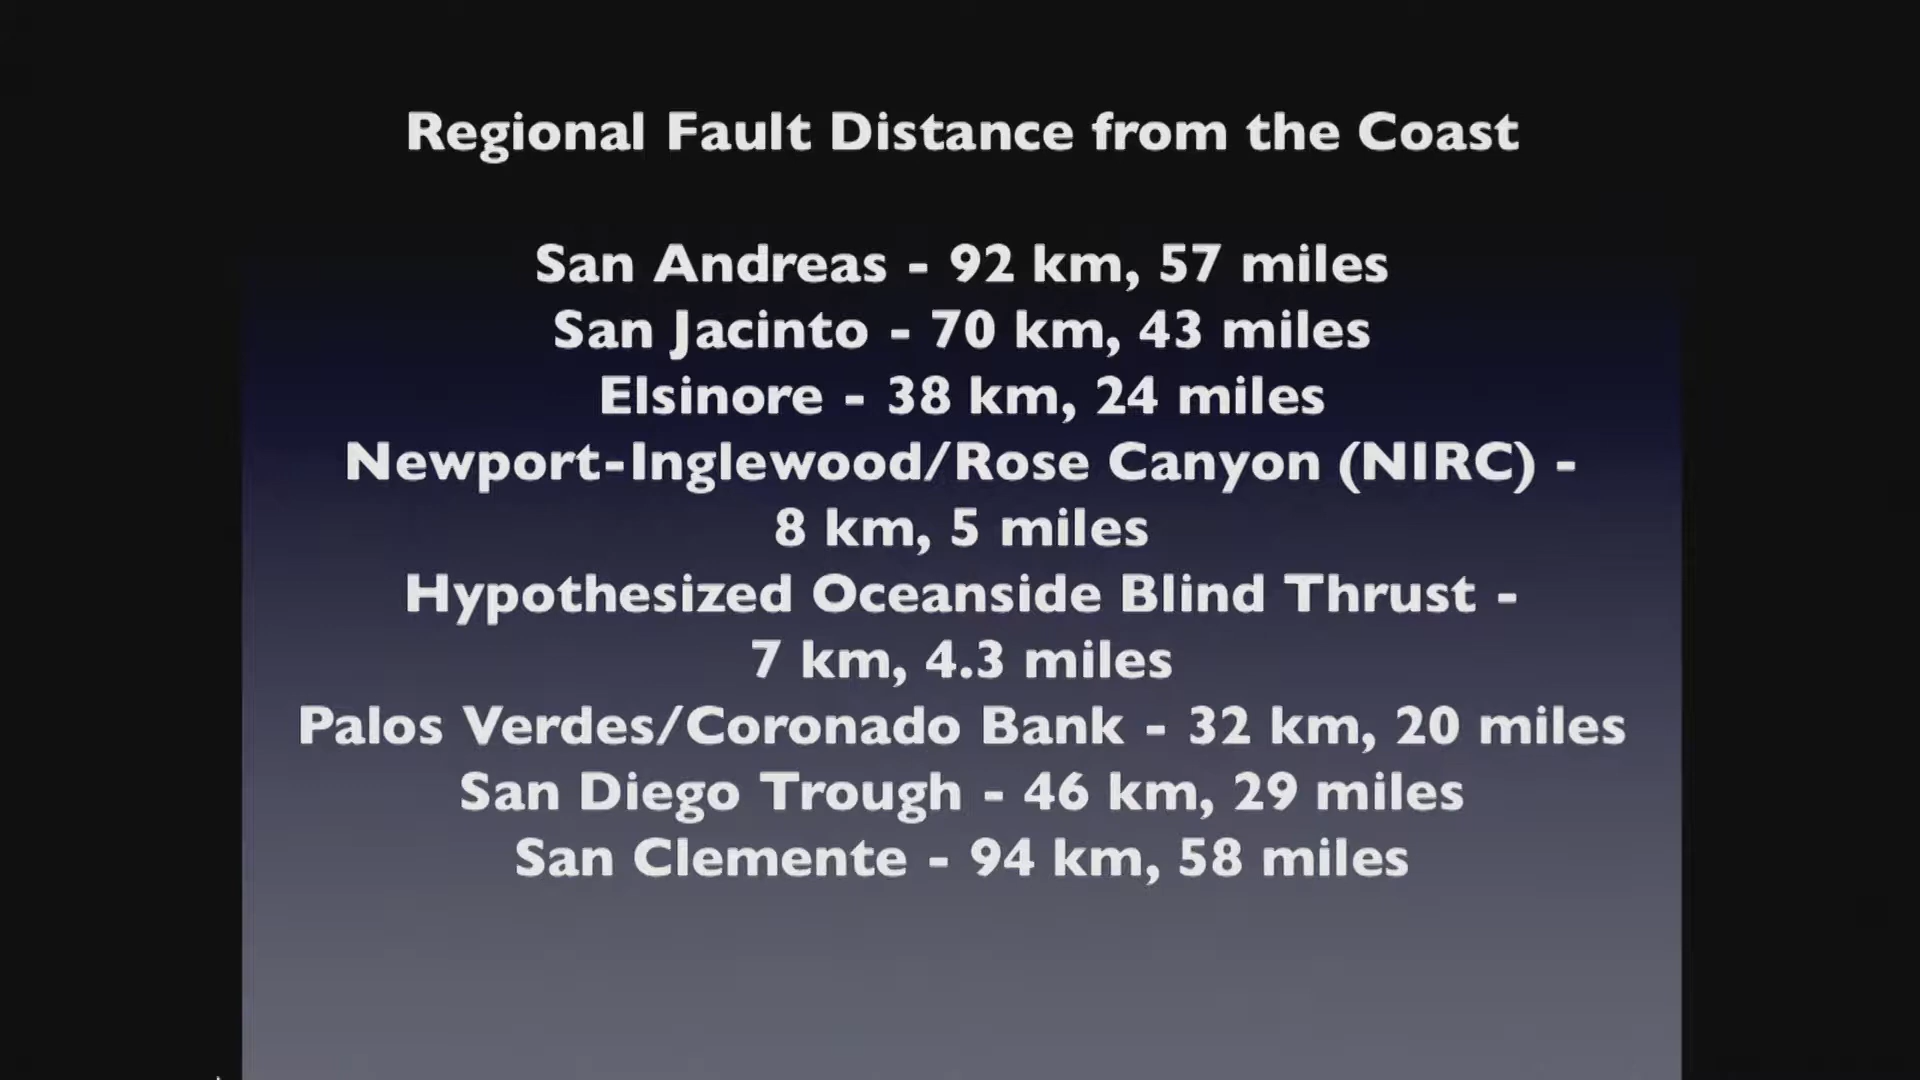 Regional Fault Distance from the Coast
San Andreas - 92 km, 57 miles
San Jacinto - 70 km, 43 miles
Elsinore - 38 km, 24 miles
Newport-Inglewood/Rose Canyon (NIRC) -
8 km, 5 miles
Hypothesized Oceanside Blind Thrust -
7 km, 4.3 miles
Palos Verdes/Coronado Bank - 32 km, 20 miles
San Diego Trough - 46 km, 29 miles
San Clemente - 94 km, 58 miles